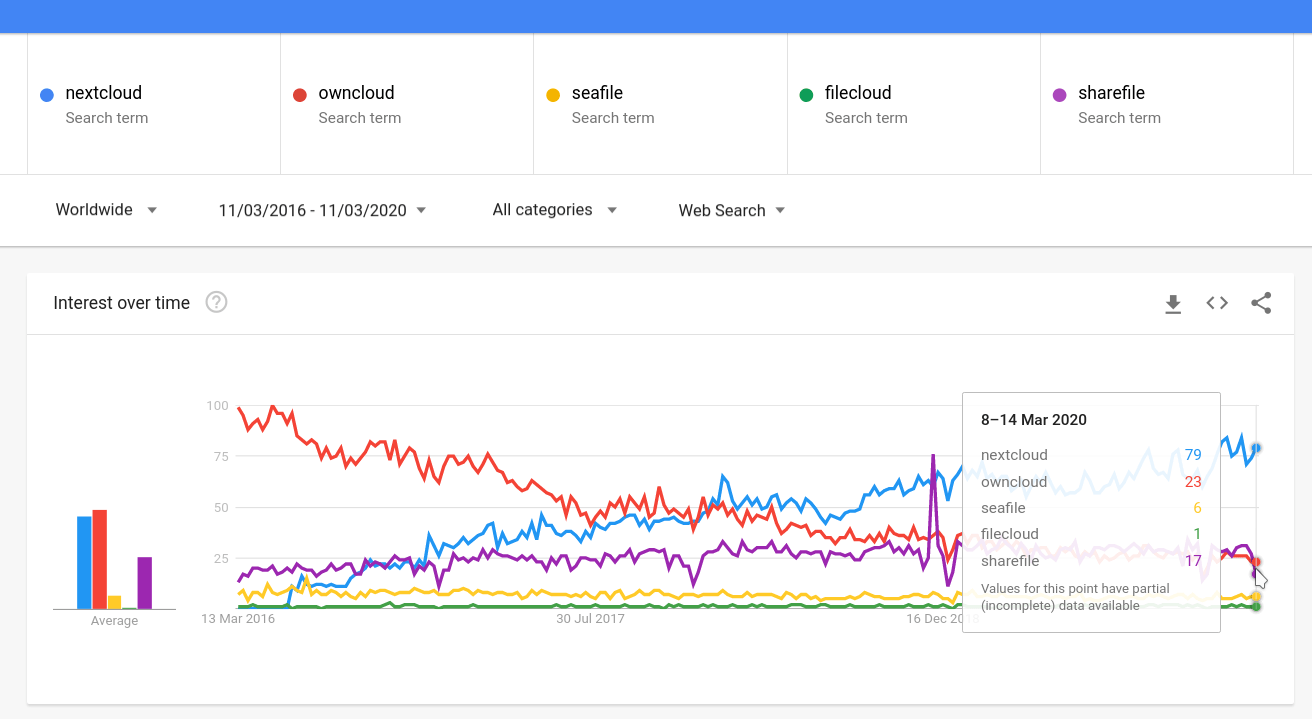 nextcloud
Search term
owncloud
Search term
seafile
Search term
filecloud
Search term
sharefile
Search term
Worldwide
11/03/2016 - 11/03/2020
All categories
Web Search
Interest over time
?
100
75
50
25
Average
13 Mar 2016
30 Jul 2017
16 Dec 2018
8–14 Mar 2020
nextcloud 79
owncloud 23
seafile 6
filecloud 1
sharefile 17
Values for this point have partial
(incomplete) data available